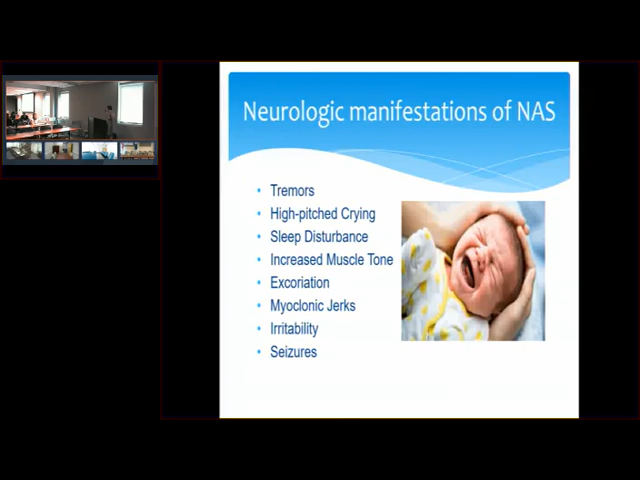 Neurologic manifestations of NAS
Tremors
High-pitched Crying
Sleep Disturbance
Increased Muscle Tone
Excoriation
Myoclonic Jerks
Irritability
Seizures